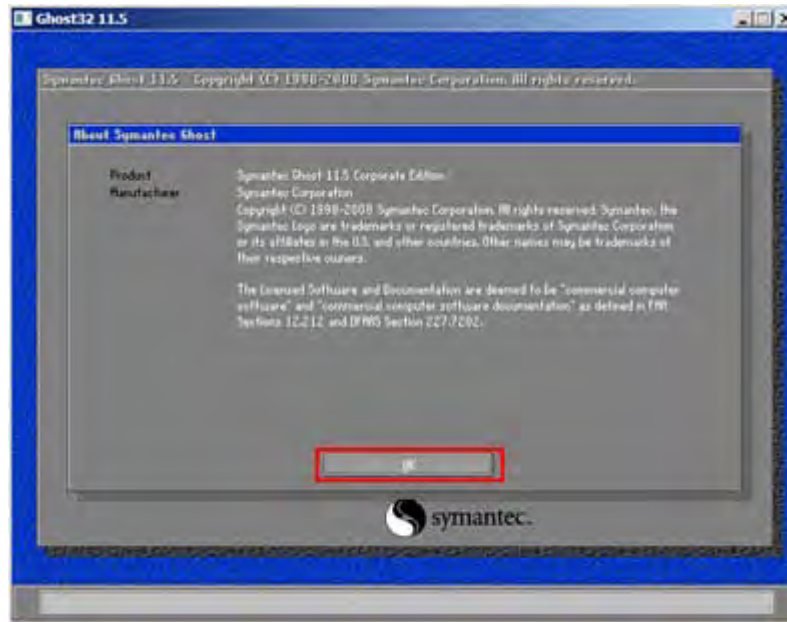 Ghost32 11.5
Symantec Ghost 11.5 Copyright (C) 1998-2008 Symantec Corporation. All rights reserved.
About Symantec Ghost
Product Symantec Ghost 11.5 Corporate Edition
Manufacturer Symantec Corporation
Copyright (C) 1998-2008 Symantec Corporation. All rights reserved. Symantec, the
Symantec Logo are trademarks or registered trademarks of Symantec Corporation
or its affiliates in the U.S. and other countries. Other names may be trademarks of
their respective owners.
The Licensed Software and Documentation are deemed to be "commercial computer
software" and "commercial computer software documentation" as defined in FAR
Sections 12.212 and DFARS Section 227.7202.
OK
symantec.